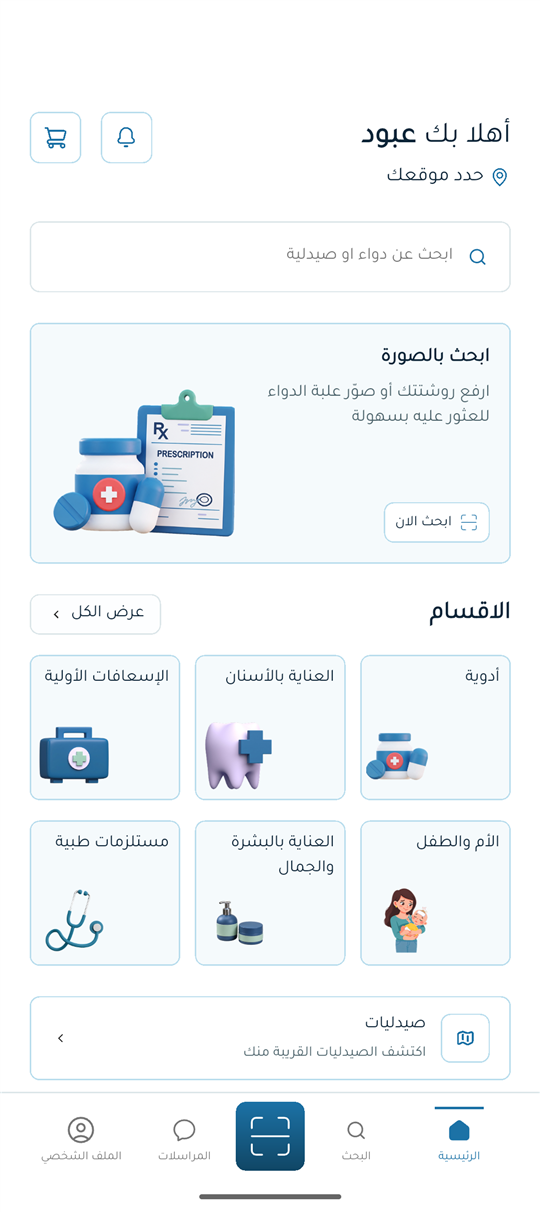 أهلا بك عبود
حدد موقعك
ابحث عن دواء او صيدلية
ابحث بالصورة
ارفع روشتتك أو صوّر علبة الدواء
للعثور عليه بسهولة
ابحث الان
Rx
PRESCRIPTION
الاقسام
عرض الكل
أدوية
العناية بالأسنان
الإسعافات الأولية
الأم والطفل
العناية بالبشرة
والجمال
مستلزمات طبية
صيدليات
اكتشف الصيدليات القريبة منك
الرئيسية
البحث
المراسلات
الملف الشخصي